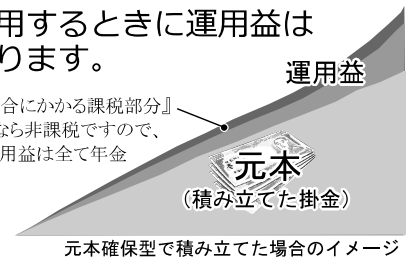 用するときに運用益は
ります。
運用益
合にかかる課税部分』
なら非課税ですので、
用益は全て年金
元本
(積み立てた掛金)
元本確保型で積み立てた場合のイメージ